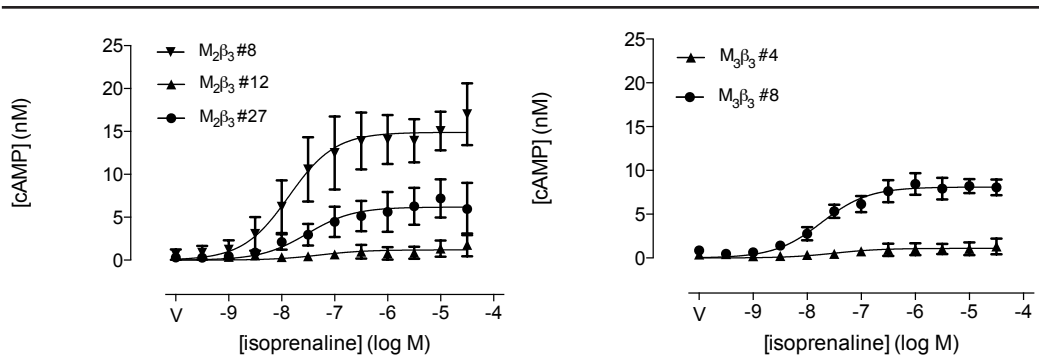 25
20
15
10
5
0
[cAMP] (nM)
M₂β₃ #8
M₂β₃ #12
M₂β₃ #27
V -9 -8 -7 -6 -5 -4
[isoprenaline] (log M)
25
20
15
10
5
0
[cAMP] (nM)
M₃β₃ #4
M₃β₃ #8
V -9 -8 -7 -6 -5 -4
[isoprenaline] (log M)